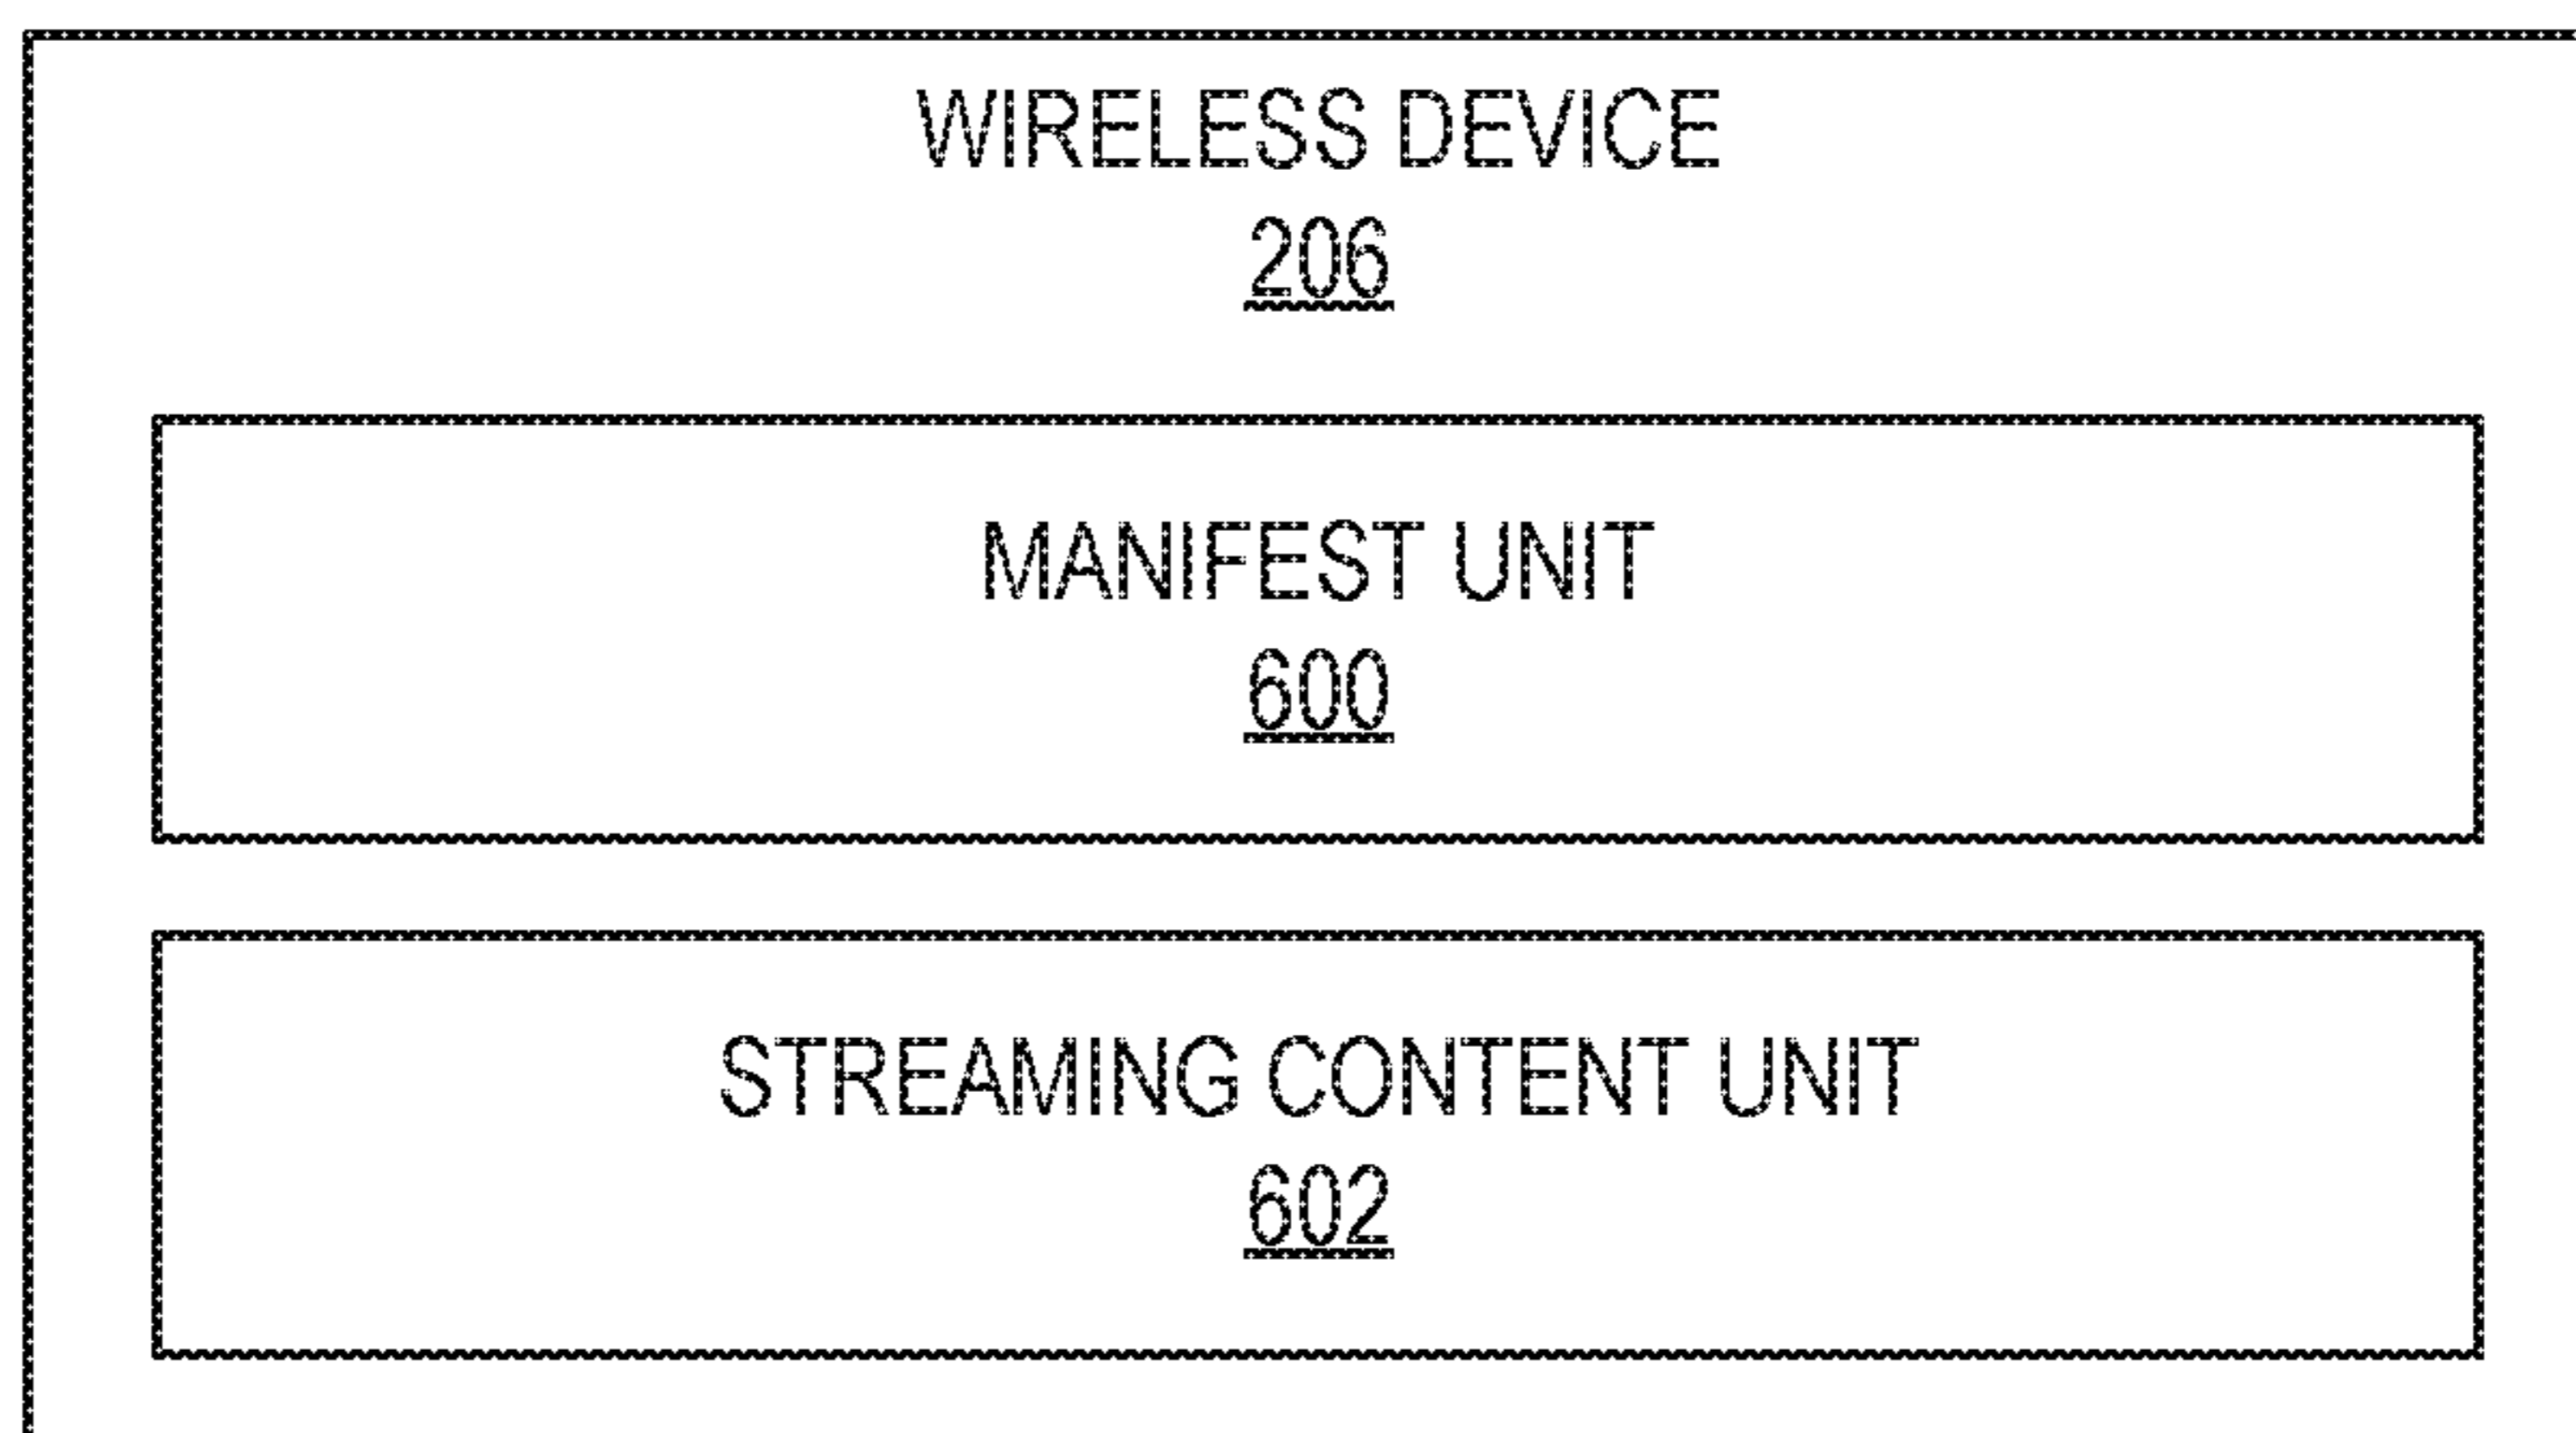 WIRELESS DEVICE
206
MANIFEST UNIT
600
STREAMING CONTENT UNIT
602